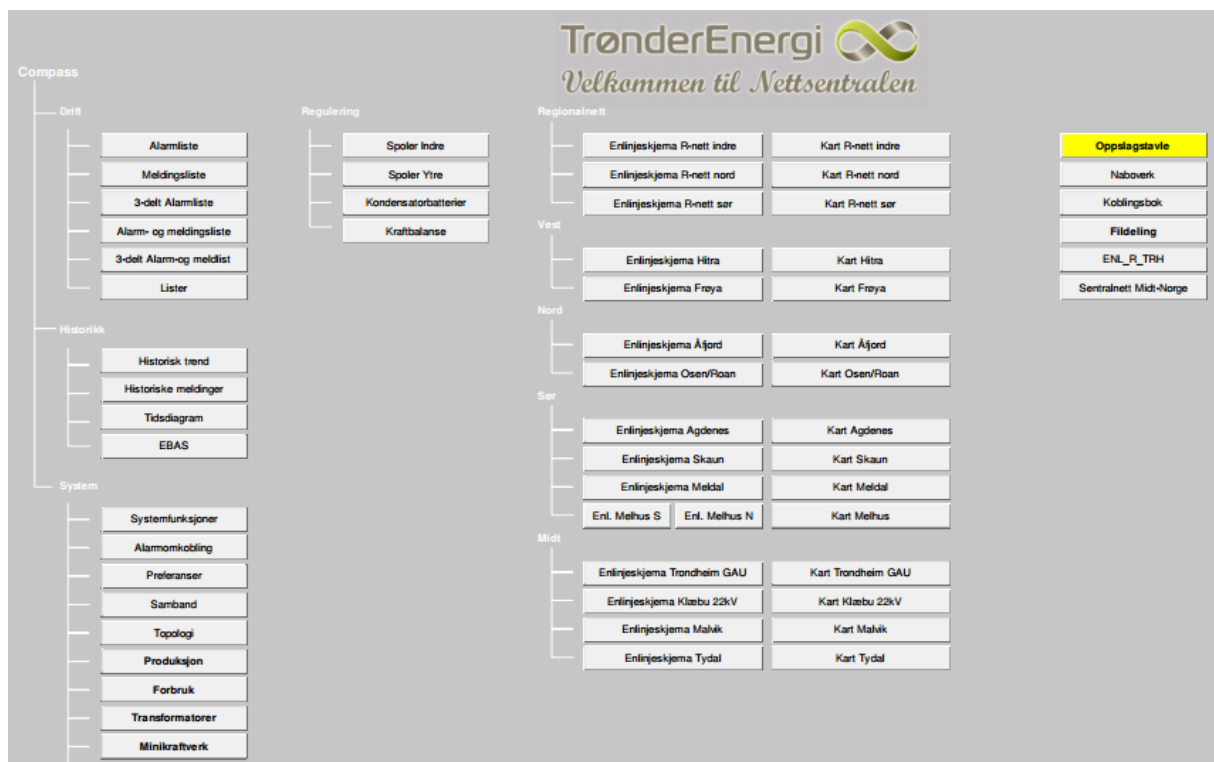 TrønderEnergi
Velkommen til Nettsentralen
Compass
Drift
Alarmliste
Meldingsliste
3-delt Alarmliste
Alarm- og meldingsliste
3-delt Alarm-og meldlist
Lister
Historikk
Historisk trend
Historiske meldinger
Tidsdiagram
EBAS
System
Systemfunksjoner
Alarmomkobling
Preferanser
Samband
Topologi
Produksjon
Forbruk
Transformatorer
Minikraftverk
Regulering
Spoler Indre
Spoler Ytre
Kondensatorbatterier
Kraftbalanse
Regionalnett
Enlinjeskjema R-nett indre Kart R-nett indre
Enlinjeskjema R-nett nord Kart R-nett nord
Enlinjeskjema R-nett sør Kart R-nett sør
Vest
Enlinjeskjema Hitra Kart Hitra
Enlinjeskjema Frøya Kart Frøya
Nord
Enlinjeskjema Åfjord Kart Åfjord
Enlinjeskjema Osen/Roan Kart Osen/Roan
Sør
Enlinjeskjema Agdenes Kart Agdenes
Enlinjeskjema Skaun Kart Skaun
Enlinjeskjema Meldal Kart Meldal
Enl. Melhus S Enl. Melhus N Kart Melhus
Midt
Enlinjeskjema Trondheim GAU Kart Trondheim GAU
Enlinjeskjema Klæbu 22kV Kart Klæbu 22kV
Enlinjeskjema Malvik Kart Malvik
Enlinjeskjema Tydal Kart Tydal
Oppslagstavle
Naboverk
Koblingsbok
Fildeling
ENL_R_TRH
Sentralnett Midt-Norge